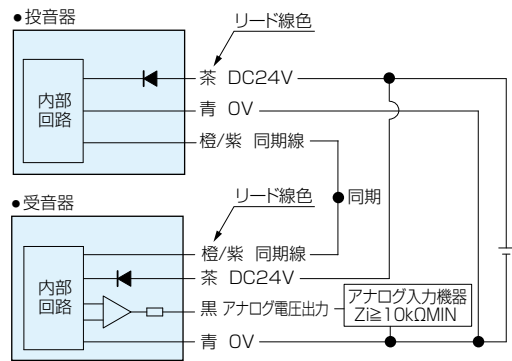 ●投音器
リード線色
内部
回路
茶 DC24V
青 0V
橙/紫 同期線
同期
●受音器
リード線色
内部
回路
橙/紫 同期線
茶 DC24V
黒 アナログ電圧出力
アナログ入力機器
Zi≧10kΩMIN
青 0V